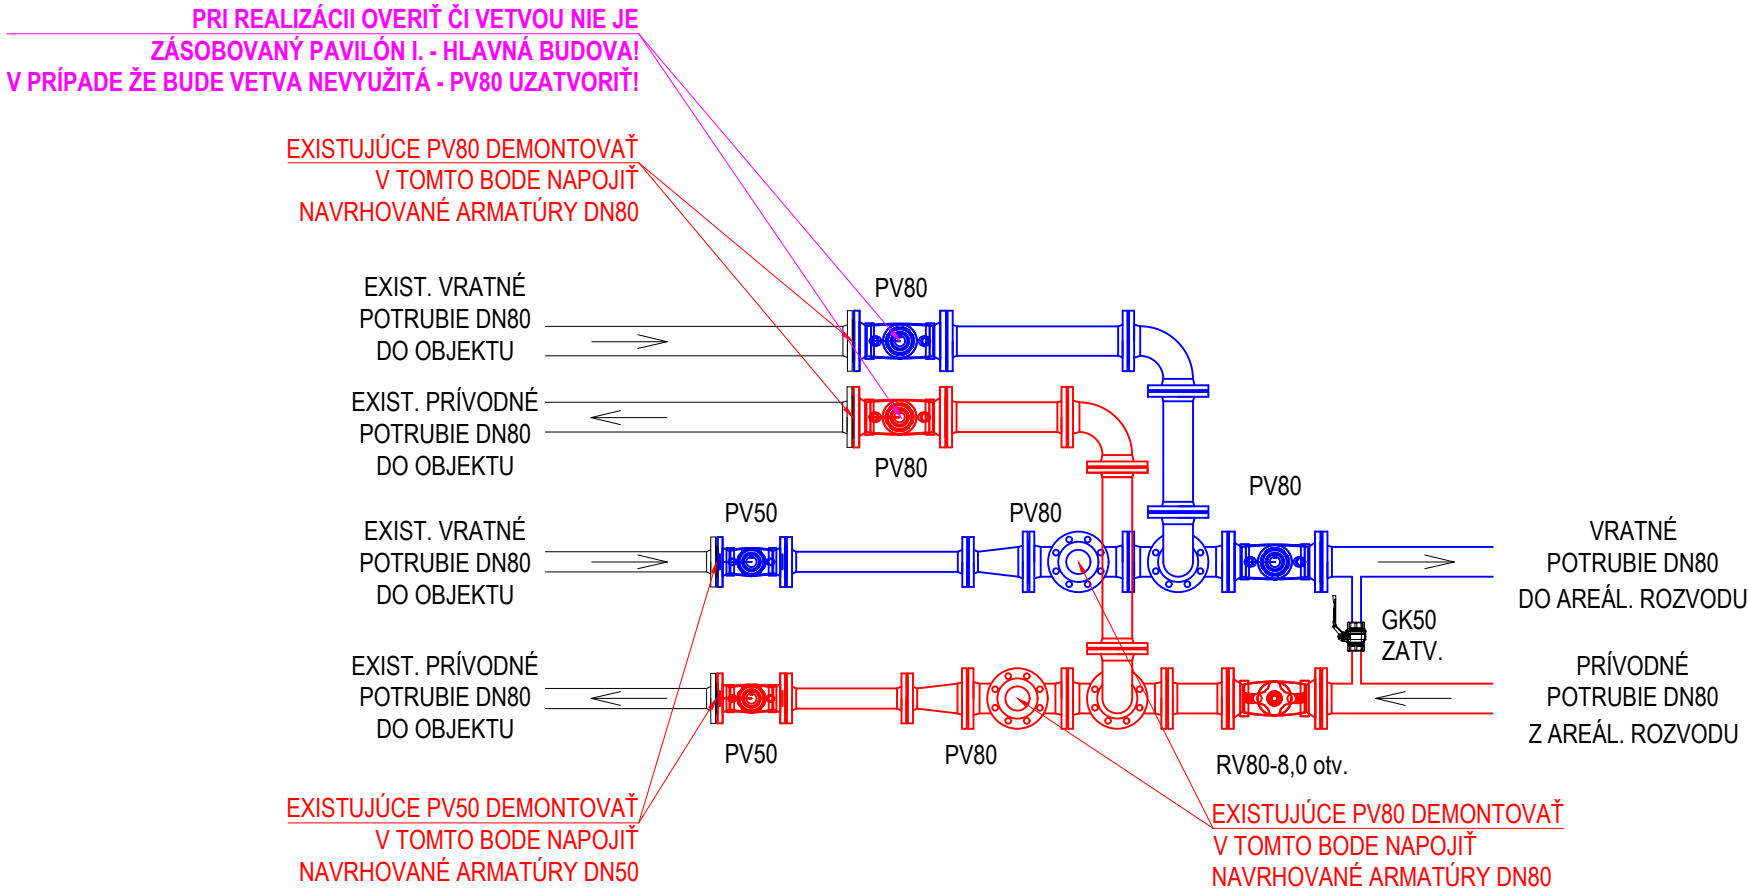 PRI REALIZÁCII OVERIŤ ČI VETVOU NIE JE
ZÁSOBOVANÝ PAVILÓN I. - HLAVNÁ BUDOVA!
V PRÍPADE ŽE BUDE VETVA NEVYUŽITÁ - PV80 UZATVORIŤ!
EXISTUJÚCE PV80 DEMONTOVAŤ
V TOMTO BODE NAPOJIŤ
NAVRHOVANÉ ARMATÚRY DN80
EXIST. VRATNÉ
POTRUBIE DN80
DO OBJEKTU
PV80
EXIST. PRÍVODNÉ
POTRUBIE DN80
DO OBJEKTU
PV80
EXIST. VRATNÉ
POTRUBIE DN80
DO OBJEKTU
PV50
PV80
PV80
VRATNÉ
POTRUBIE DN80
DO AREÁL. ROZVODU
GK50
ZATV.
EXIST. PRÍVODNÉ
POTRUBIE DN80
DO OBJEKTU
PV50
PV80
RV80-8,0 otv.
PRÍVODNÉ
POTRUBIE DN80
Z AREÁL. ROZVODU
EXISTUJÚCE PV50 DEMONTOVAŤ
V TOMTO BODE NAPOJIŤ
NAVRHOVANÉ ARMATÚRY DN50
EXISTUJÚCE PV80 DEMONTOVAŤ
V TOMTO BODE NAPOJIŤ
NAVRHOVANÉ ARMATÚRY DN80